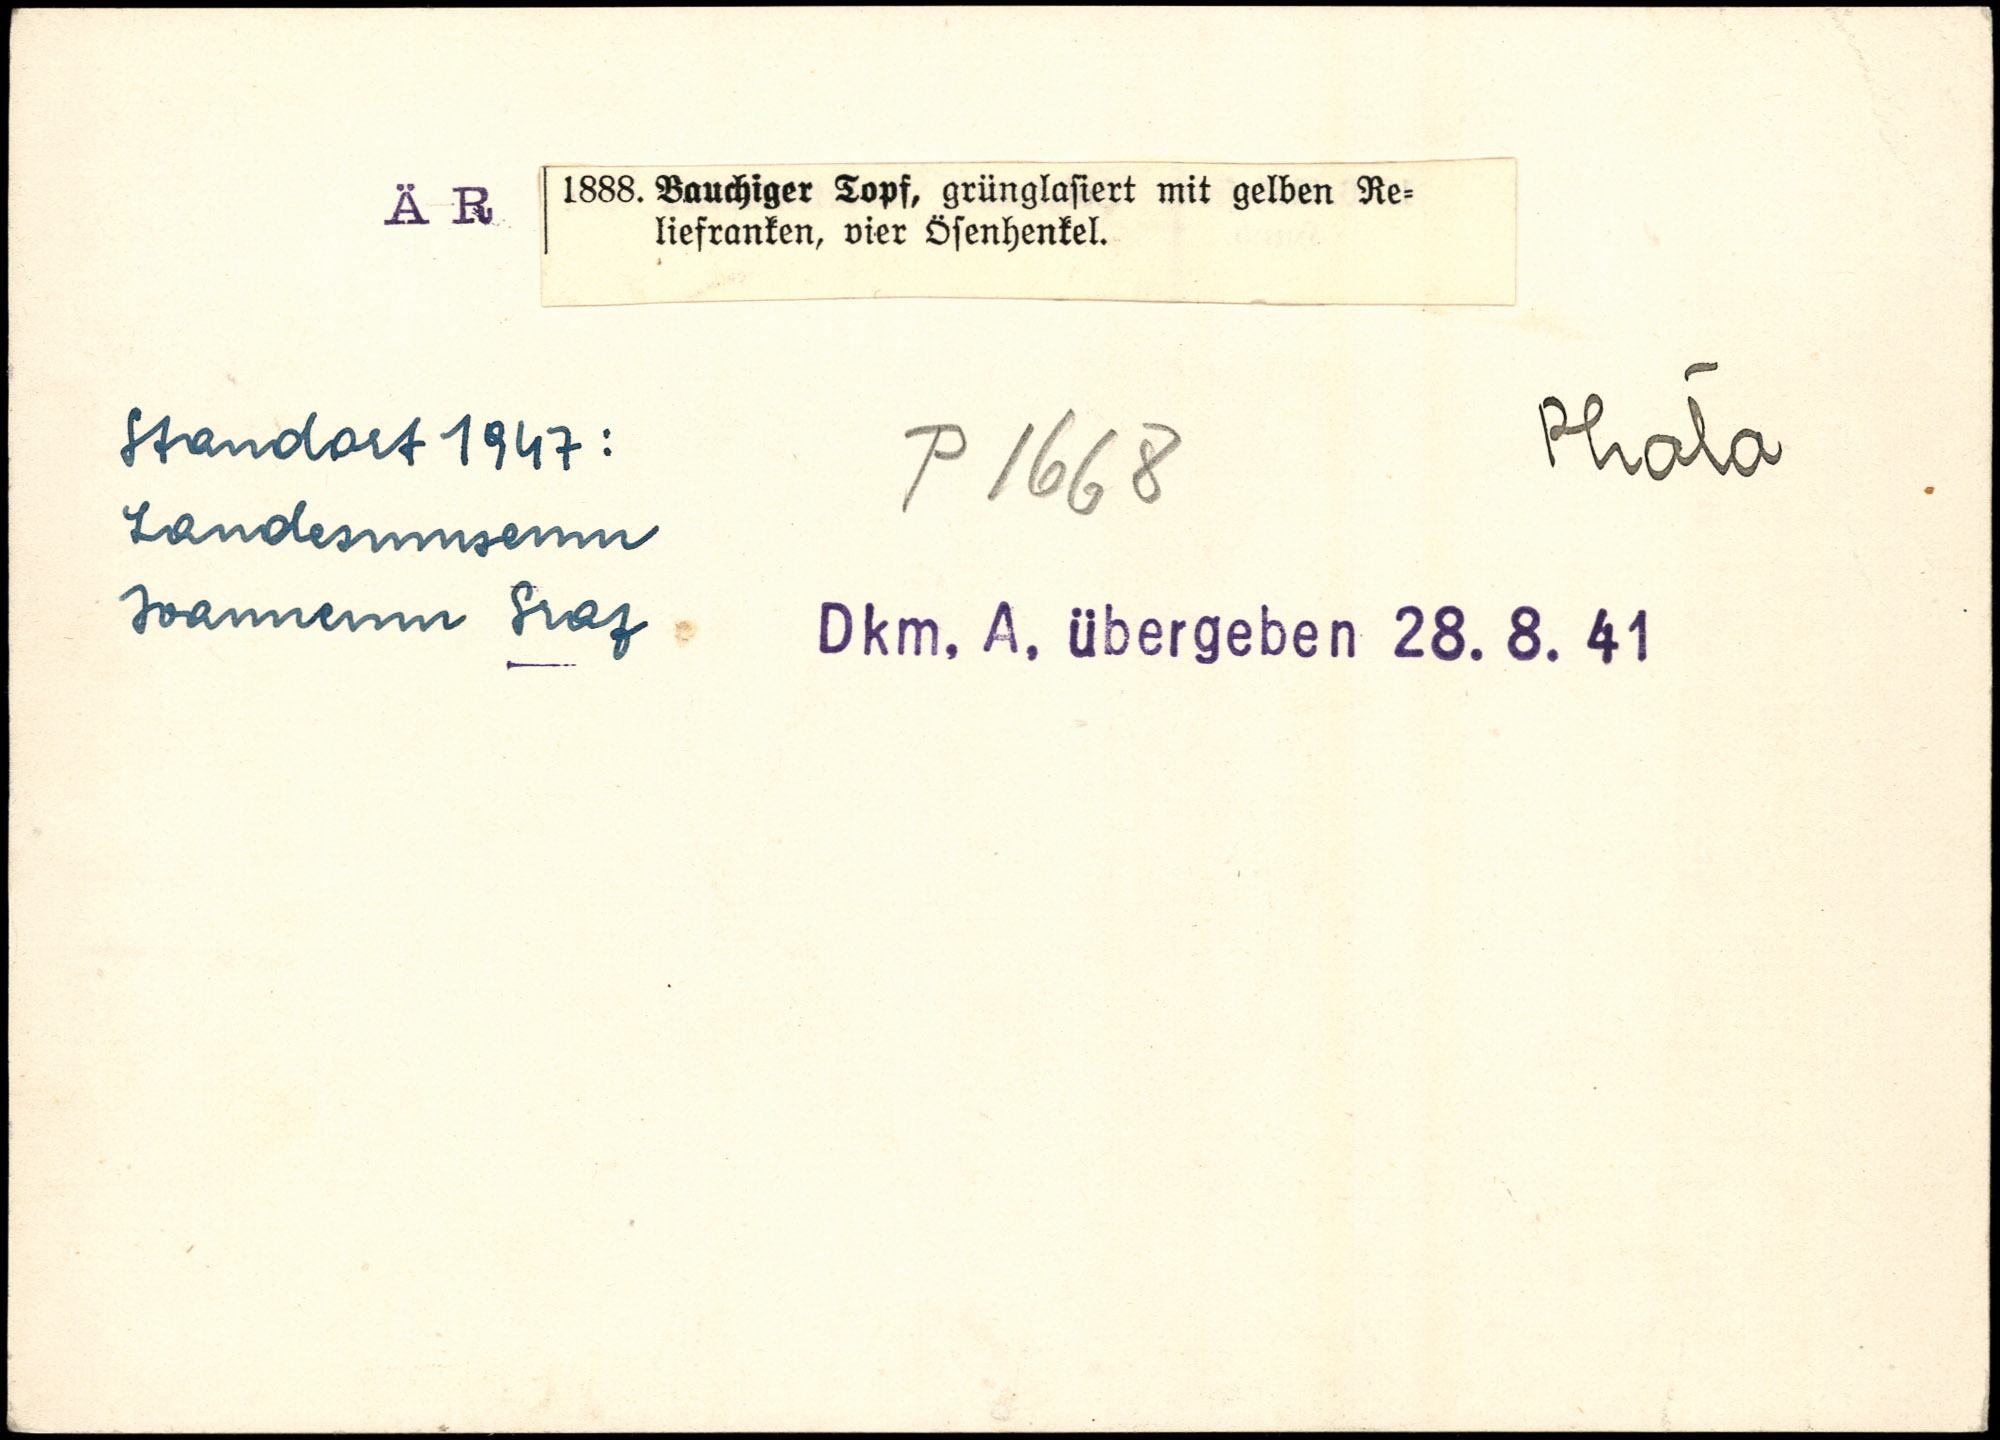 Ä R
1888. Bauchiger Topf, grünglasiert mit gelben Re-
liefranken, vier Ösenhenkel.
Standort 1947:
Landesmuseum
Joanneum Graz
P 1668
Dkm. A. übergeben 28. 8. 41